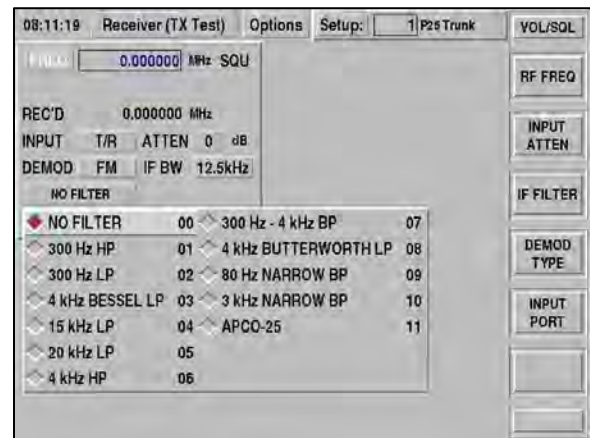 08:11:19 Receiver (TX Test) Options Setup: 1 P25 Trunk VOL/SQL
FREQ 0.000000 MHz SQU
RF FREQ
REC'D 0.000000 MHz
INPUT T/R ATTEN 0 dB
INPUT ATTEN
DEMOD FM IF BW 12.5kHz
NO FILTER
IF FILTER
NO FILTER 00 300 Hz - 4 kHz BP 07
300 Hz HP 01 4 kHz BUTTERWORTH LP 08
DEMOD TYPE
300 Hz LP 02 80 Hz NARROW BP 09
4 kHz BESSEL LP 03 3 kHz NARROW BP 10
INPUT PORT
15 kHz LP 04 APCO-25 11
20 kHz LP 05
4 kHz HP 06